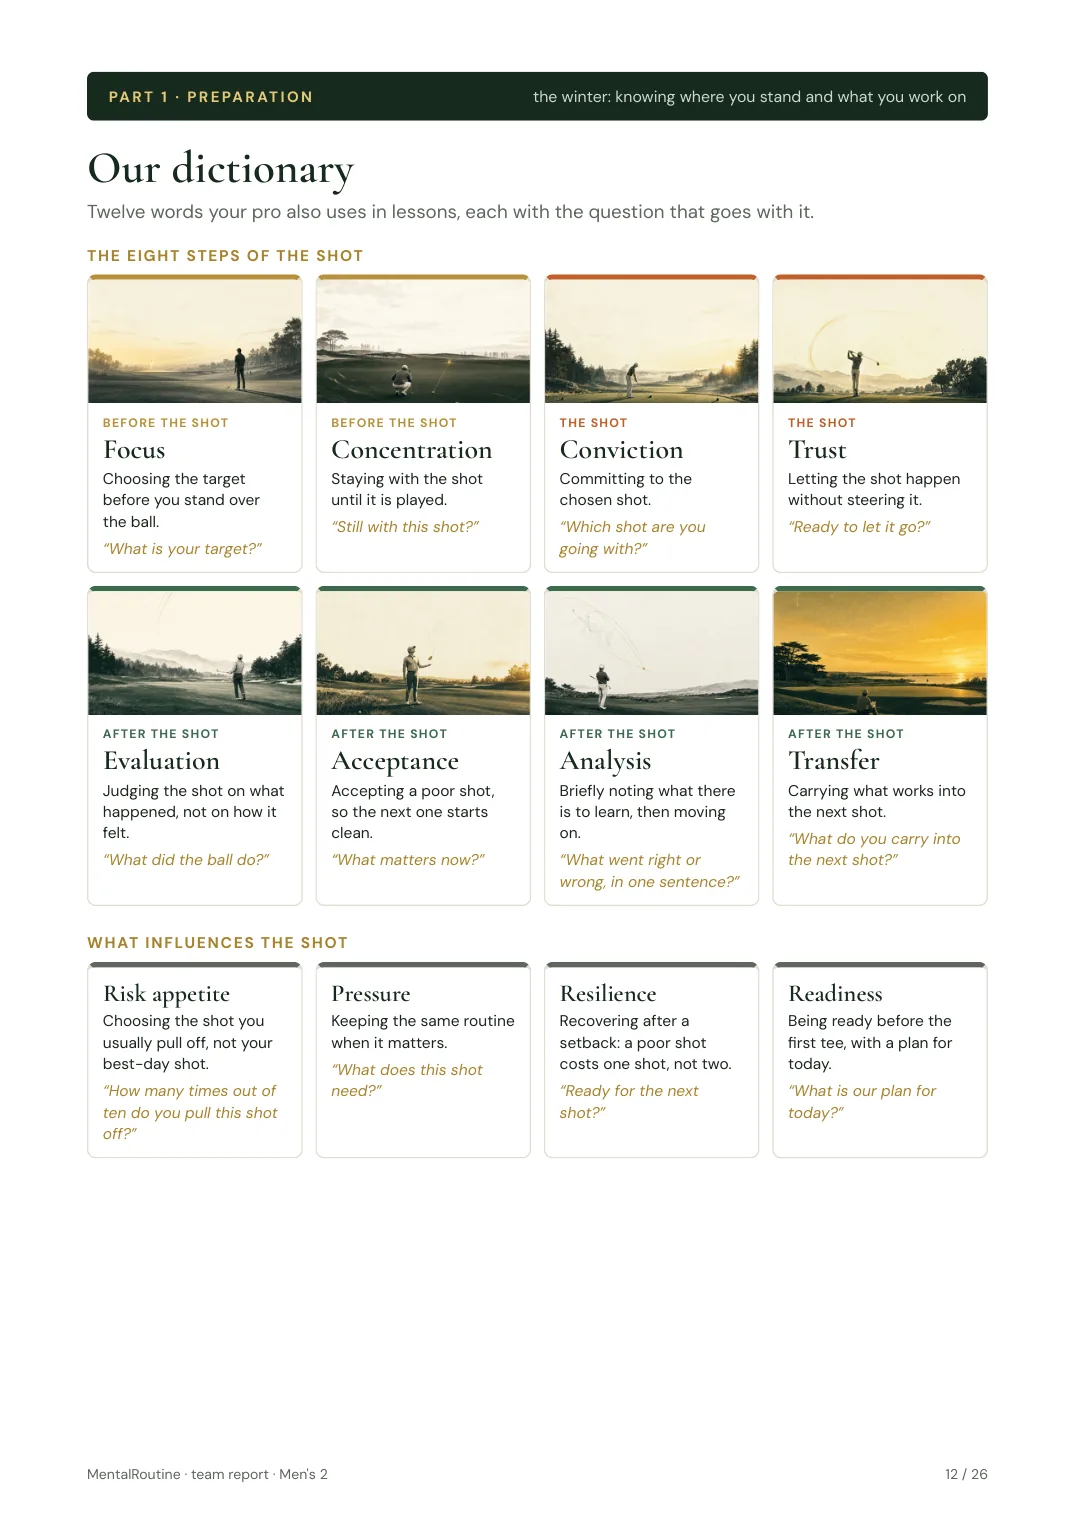 PART 1 · PREPARATION
the winter: knowing where you stand and what you work on
Our dictionary
Twelve words your pro also uses in lessons, each with the question that goes with it.
THE EIGHT STEPS OF THE SHOT
BEFORE THE SHOT
Focus
Choosing the target
before you stand over
the ball.
“What is your target?”
BEFORE THE SHOT
Concentration
Staying with the shot
until it is played.
“Still with this shot?”
THE SHOT
Conviction
Committing to the
chosen shot.
“Which shot are you
going with?”
THE SHOT
Trust
Letting the shot happen
without steering it.
“Ready to let it go?”
AFTER THE SHOT
Evaluation
Judging the shot on what
happened, not on how it
felt.
“What did the ball do?”
AFTER THE SHOT
Acceptance
Accepting a poor shot,
so the next one starts
clean.
“What matters now?”
AFTER THE SHOT
Analysis
Briefly noting what there
is to learn, then moving
on.
“What went right or
wrong, in one sentence?”
AFTER THE SHOT
Transfer
Carrying what works into
the next shot.
“What do you carry into
the next shot?”
WHAT INFLUENCES THE SHOT
Risk appetite
Choosing the shot you
usually pull off, not your
best-day shot.
“How many times out of
ten do you pull this shot
off?”
Pressure
Keeping the same routine
when it matters.
“What does this shot
need?”
Resilience
Recovering after a
setback: a poor shot
costs one shot, not two.
“Ready for the next
shot?”
Readiness
Being ready before the
first tee, with a plan for
today.
“What is our plan for
today?”
MentalRoutine · team report · Men's 2
12 / 26